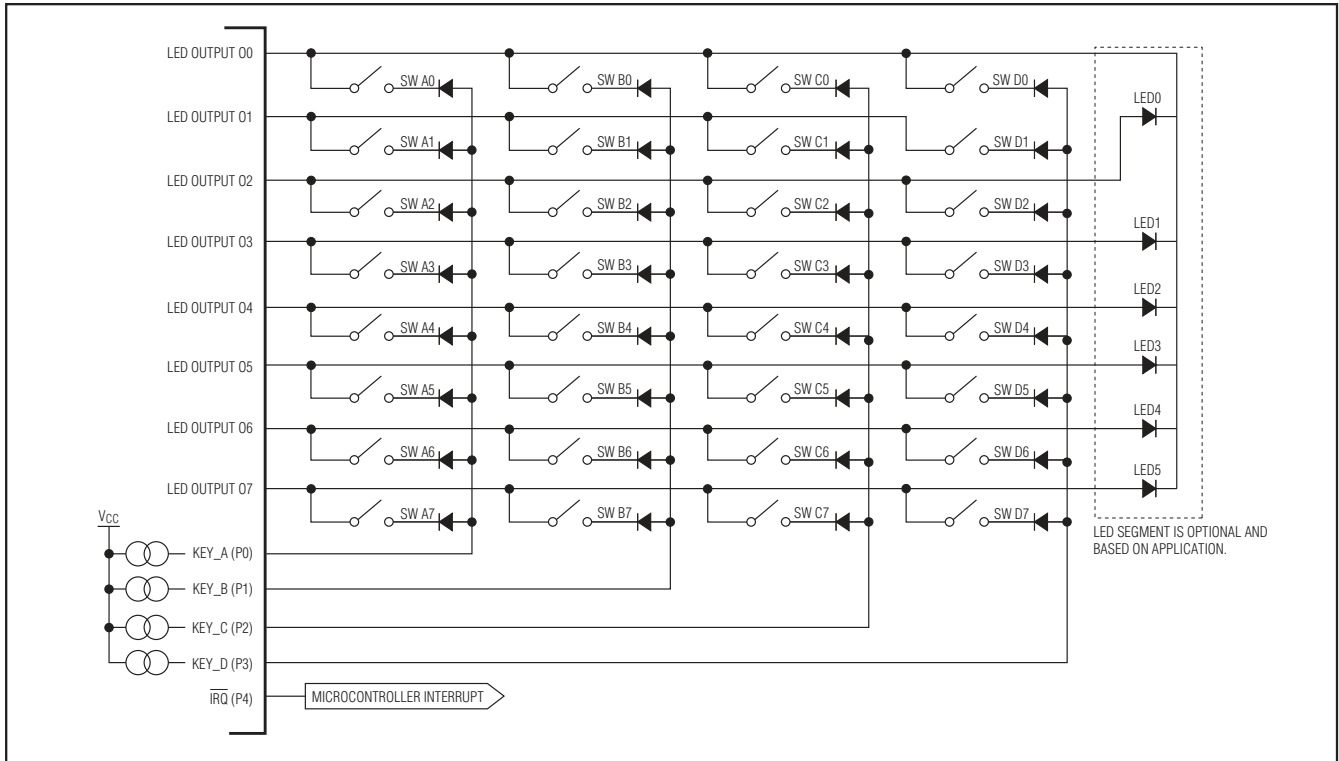 LED OUTPUT O0
SW A0 SW B0 SW C0 SW D0
LED0
LED OUTPUT O1
SW A1 SW B1 SW C1 SW D1
LED OUTPUT O2
SW A2 SW B2 SW C2 SW D2
LED1
LED OUTPUT O3
SW A3 SW B3 SW C3 SW D3
LED2
LED OUTPUT O4
SW A4 SW B4 SW C4 SW D4
LED3
LED OUTPUT O5
SW A5 SW B5 SW C5 SW D5
LED4
LED OUTPUT O6
SW A6 SW B6 SW C6 SW D6
LED5
LED OUTPUT O7
SW A7 SW B7 SW C7 SW D7
VCC
LED SEGMENT IS OPTIONAL AND
BASED ON APPLICATION.
KEY_A (P0)
KEY_B (P1)
KEY_C (P2)
KEY_D (P3)
IRQ (P4)
MICROCONTROLLER INTERRUPT